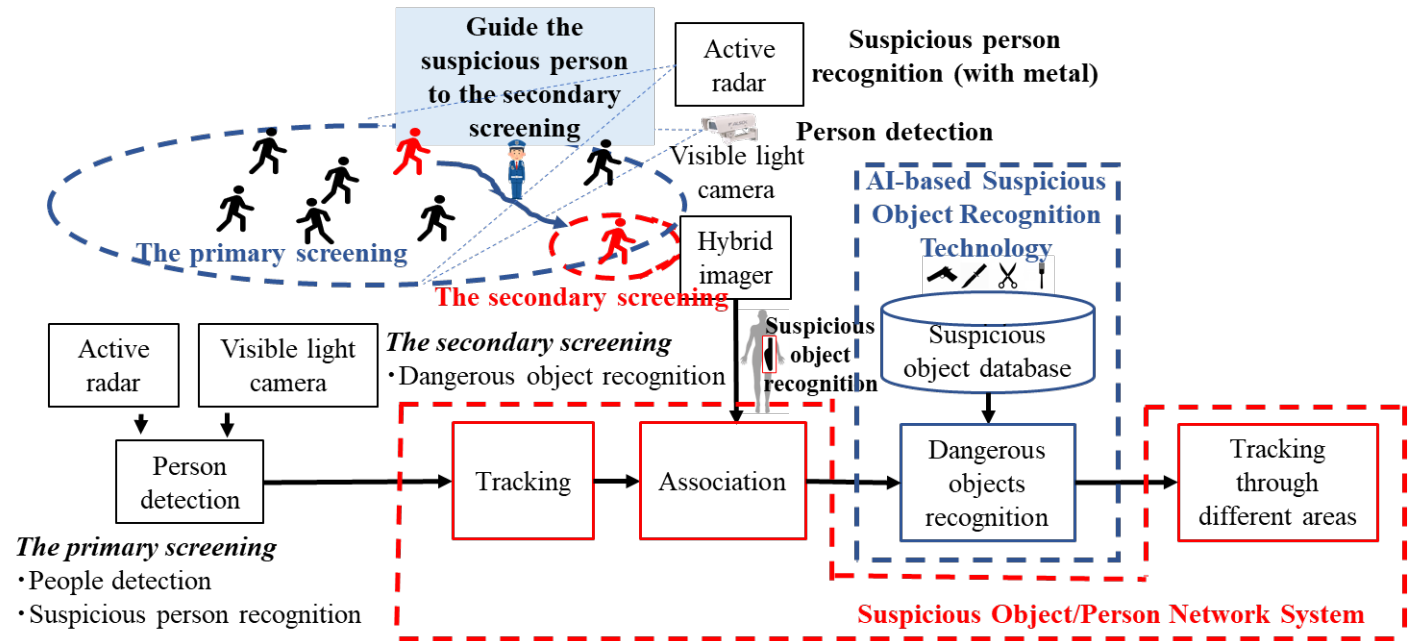 Guide the
suspicious person
to the secondary
screening
Active
radar
Suspicious person
recognition (with metal)
Person detection
Visible light
camera
The primary screening
Hybrid
imager
The secondary screening
AI-based Suspicious
Object Recognition
Technology
Suspicious
object database
Active
radar
Visible light
camera
The secondary screening
・Dangerous object recognition
Suspicious
object
recognition
Person
detection
Tracking
Association
Dangerous
objects
recognition
Tracking
through
different areas
The primary screening
・People detection
・Suspicious person recognition
Suspicious Object/Person Network System